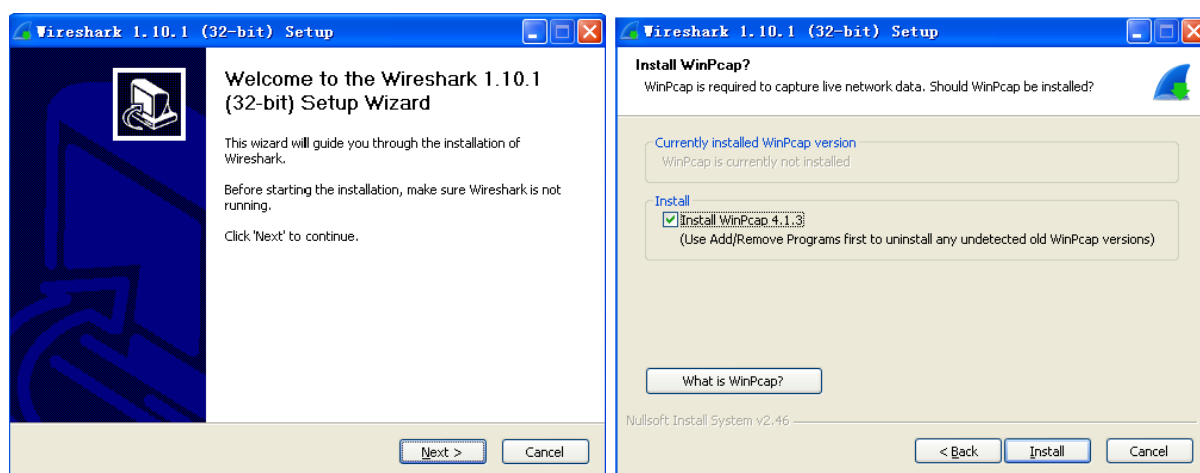 Wireshark 1.10.1 (32-bit) Setup
Welcome to the Wireshark 1.10.1
(32-bit) Setup Wizard
This wizard will guide you through the installation of
Wireshark.
Before starting the installation, make sure Wireshark is not
running.
Click 'Next' to continue.
Next >
Cancel
Wireshark 1.10.1 (32-bit) Setup
Install WinPcap?
WinPcap is required to capture live network data. Should WinPcap be installed?
Currently installed WinPcap version
WinPcap is currently not installed
Install
Install WinPcap 4.1.3
(Use Add/Remove Programs first to uninstall any undetected old WinPcap versions)
What is WinPcap?
Nullsoft Install System v2.46
< Back
Install
Cancel